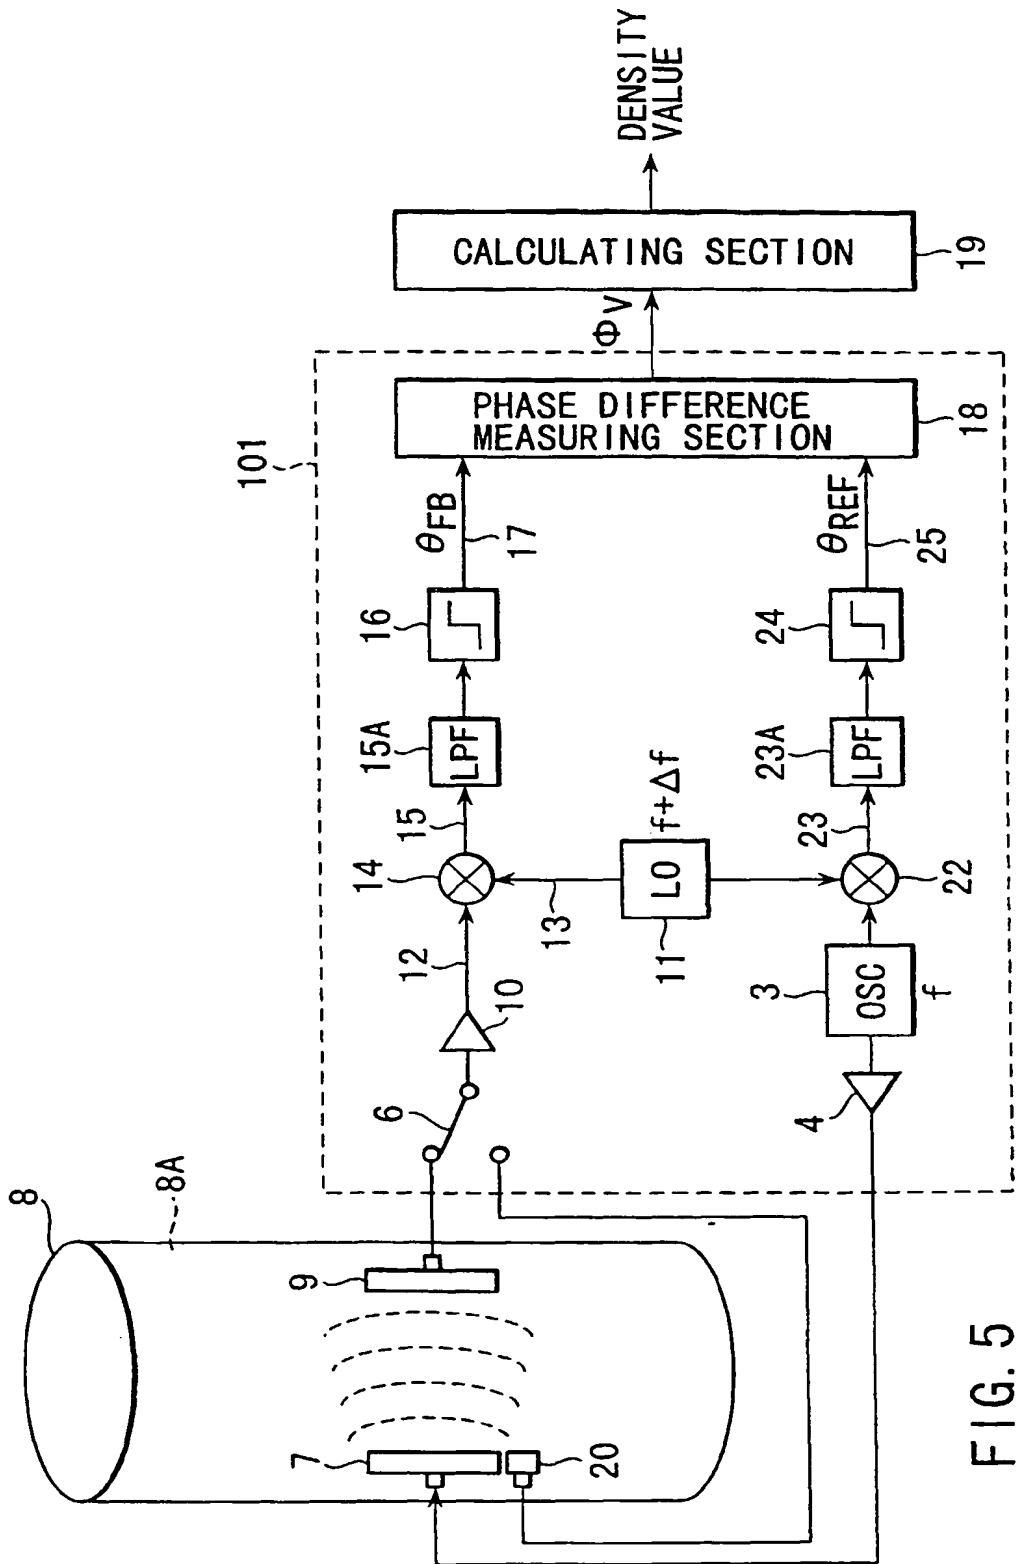 8
8A
7
9
20
6
10
12
4
3
OSC
f
11
LO
f+Δf
13
14
15
15A
LPF
16
θFB
17
22
23
23A
LPF
24
θREF
25
101
PHASE DIFFERENCE
MEASURING SECTION
18
ΦV
CALCULATING SECTION
19
DENSITY
VALUE
FIG. 5